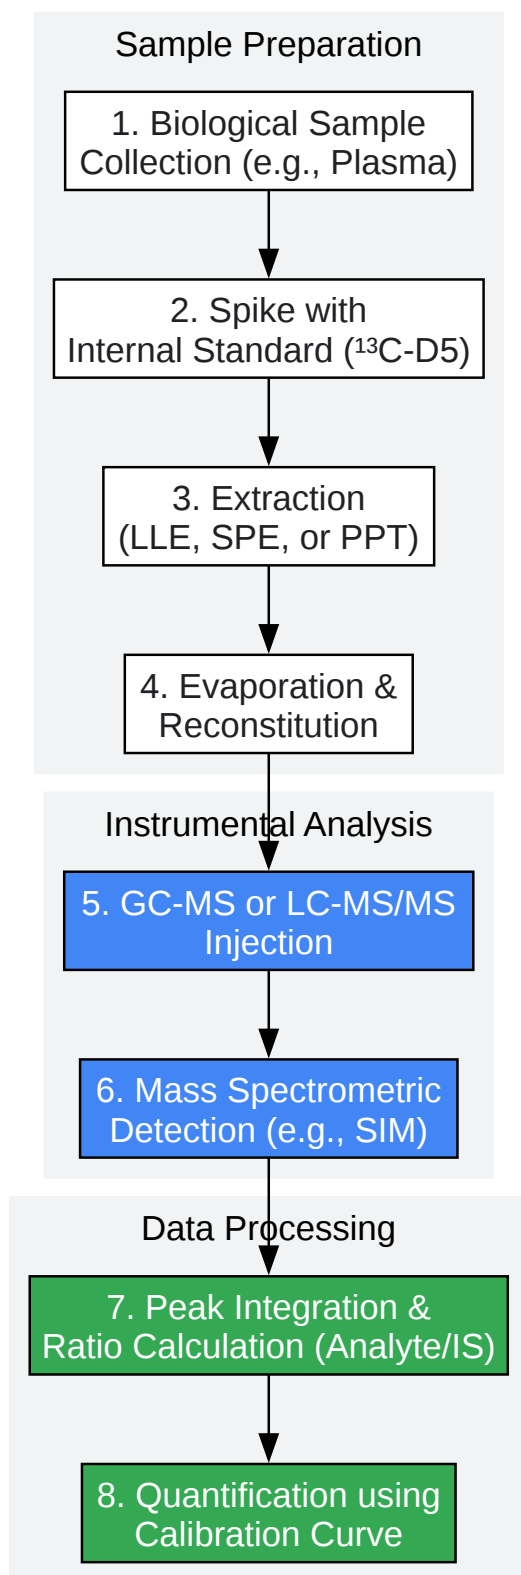 Sample Preparation
1. Biological Sample
Collection (e.g., Plasma)
2. Spike with
Internal Standard (¹³C-D5)
3. Extraction
(LLE, SPE, or PPT)
4. Evaporation &
Reconstitution
Instrumental Analysis
5. GC-MS or LC-MS/MS
Injection
6. Mass Spectrometric
Detection (e.g., SIM)
Data Processing
7. Peak Integration &
Ratio Calculation (Analyte/IS)
8. Quantification using
Calibration Curve